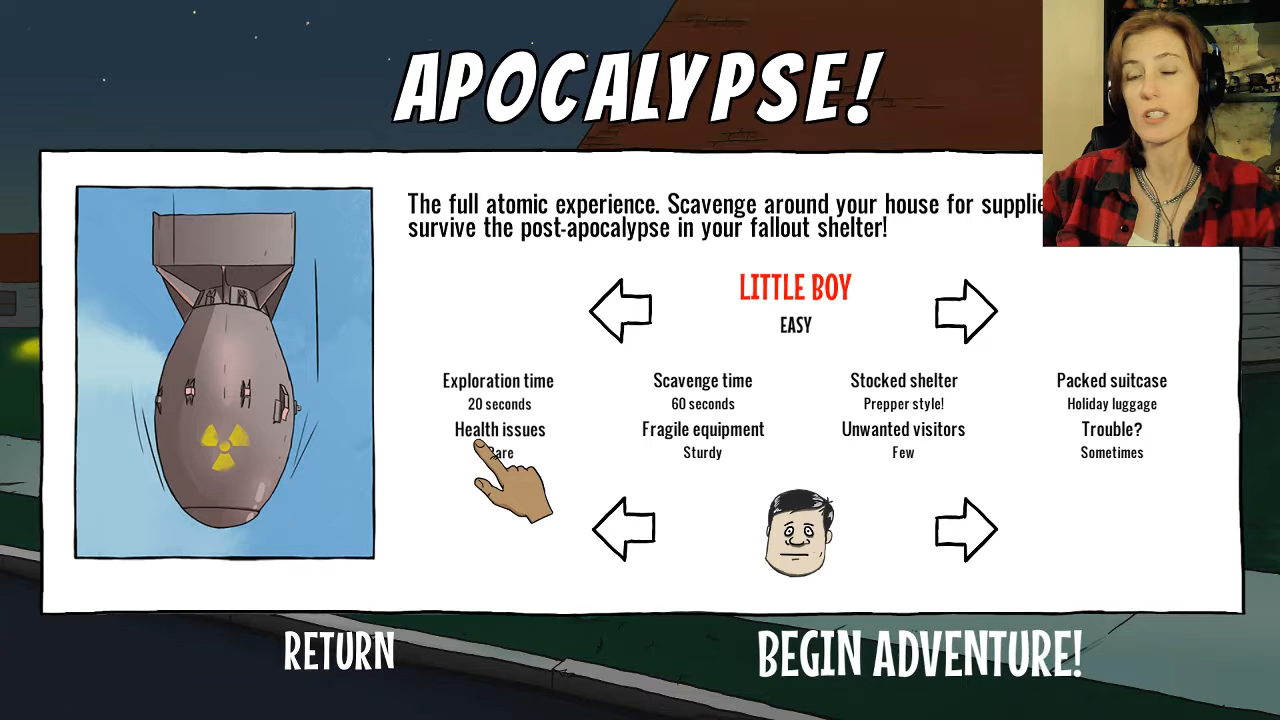 APOCALYPSE!
The full atomic experience. Scavenge around your house for
survive the post-apocalypse in your fallout shelter!
LITTLE BOY
EASY
Exploration time
20 seconds
Scavenge time
60 seconds
Stocked shelter
Prepper style!
Packed suitcase
Holiday luggage
Health issues
Rare
Fragile equipment
Sturdy
Unwanted visitors
Few
Trouble?
Sometimes
RETURN
BEGIN ADVENTURE!